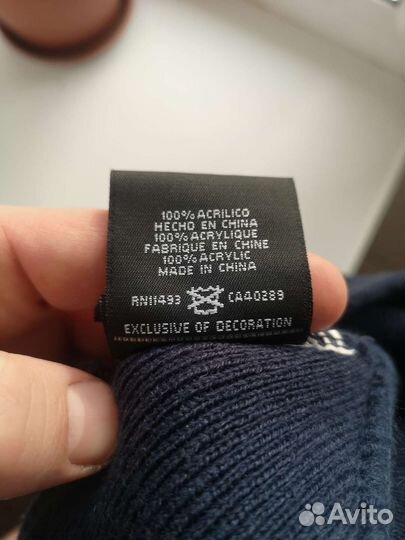 100% ACRILICO
HECHO EN CHINA
100% ACRYLIQUE
FABRIQUE EN CHINE
100% ACRYLIC
MADE IN CHINA
RN11493 CA40289
EXCLUSIVE OF DECORATION
Avito